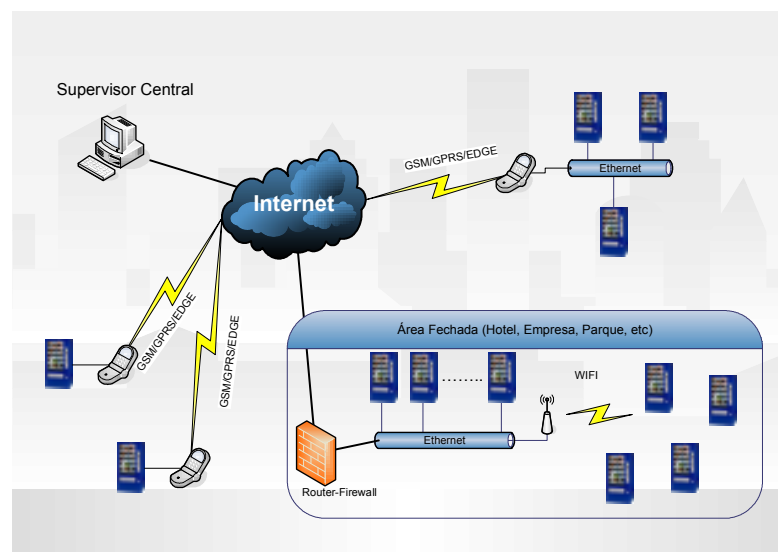 Supervisor Central
GSM/GPRS/EDGE
Ethernet
Internet
GSM/GPRS/EDGE
GSM/GPRS/EDGE
Área Fechada (Hotel, Empresa, Parque, etc)
........
WIFI
Ethernet
Router-Firewall